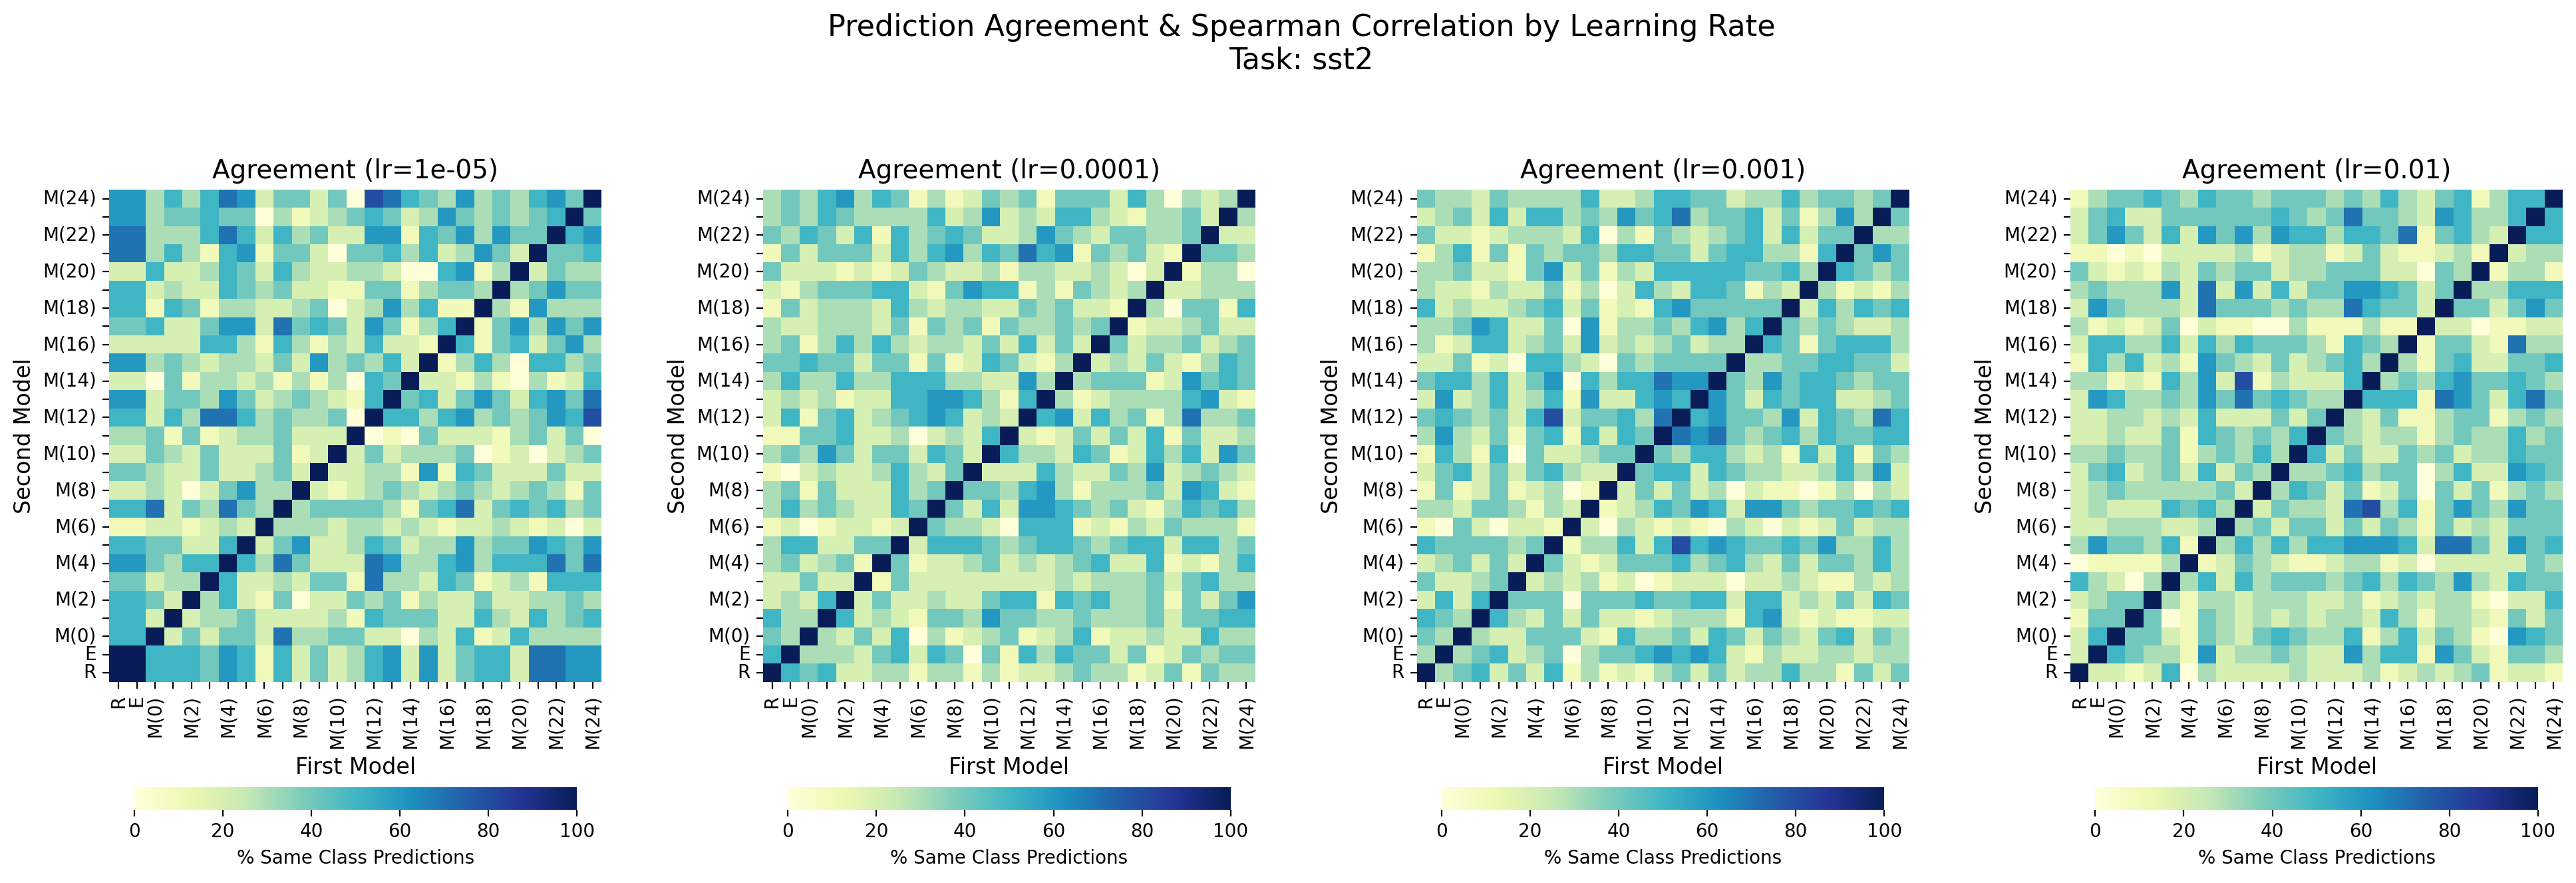 Prediction Agreement & Spearman Correlation by Learning Rate
Task: sst2
Agreement (lr=1e-05)
Second Model
M(24)
M(22)
M(20)
M(18)
M(16)
M(14)
M(12)
M(10)
M(8)
M(6)
M(4)
M(2)
M(0)
E
R
R E M(0) M(2) M(4) M(6) M(8) M(10) M(12) M(14) M(16) M(18) M(20) M(22) M(24)
First Model
0 20 40 60 80 100
% Same Class Predictions
Agreement (lr=0.0001)
Second Model
M(24)
M(22)
M(20)
M(18)
M(16)
M(14)
M(12)
M(10)
M(8)
M(6)
M(4)
M(2)
M(0)
E
R
R E M(0) M(2) M(4) M(6) M(8) M(10) M(12) M(14) M(16) M(18) M(20) M(22) M(24)
First Model
0 20 40 60 80 100
% Same Class Predictions
Agreement (lr=0.001)
Second Model
M(24)
M(22)
M(20)
M(18)
M(16)
M(14)
M(12)
M(10)
M(8)
M(6)
M(4)
M(2)
M(0)
E
R
R E M(0) M(2) M(4) M(6) M(8) M(10) M(12) M(14) M(16) M(18) M(20) M(22) M(24)
First Model
0 20 40 60 80 100
% Same Class Predictions
Agreement (lr=0.01)
Second Model
M(24)
M(22)
M(20)
M(18)
M(16)
M(14)
M(12)
M(10)
M(8)
M(6)
M(4)
M(2)
M(0)
E
R
R E M(0) M(2) M(4) M(6) M(8) M(10) M(12) M(14) M(16) M(18) M(20) M(22) M(24)
First Model
0 20 40 60 80 100
% Same Class Predictions